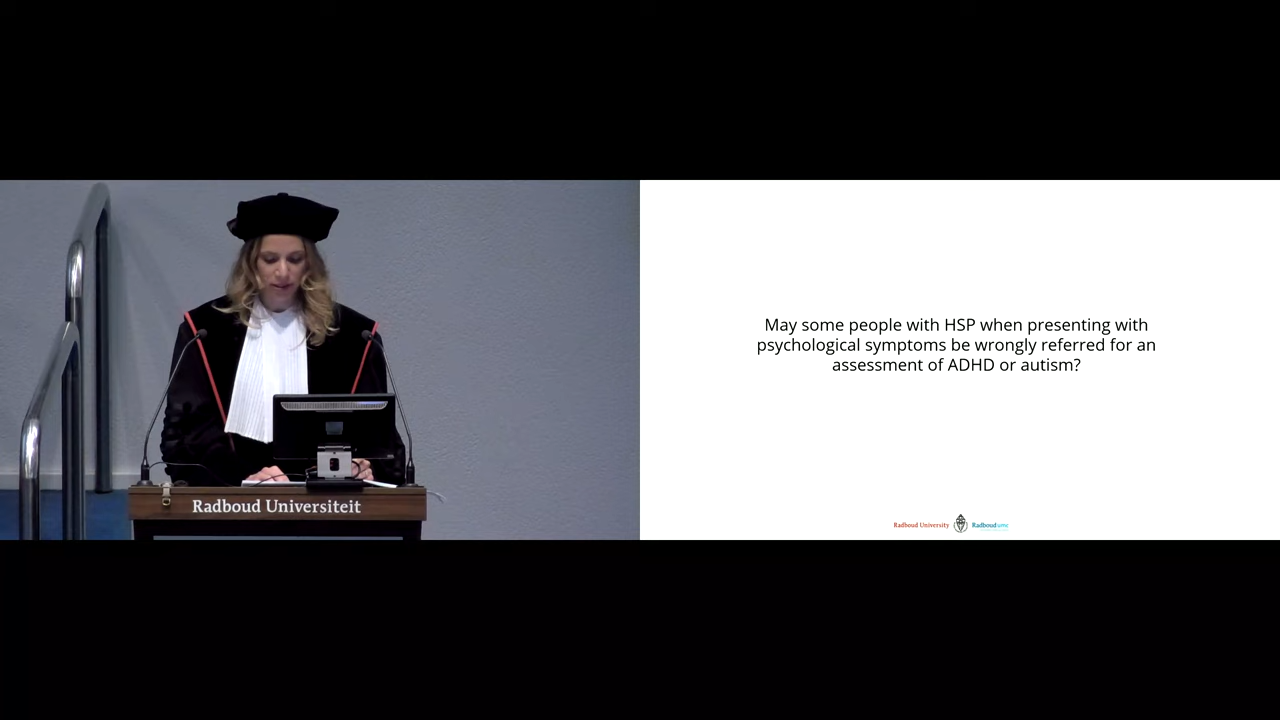 May some people with HSP when presenting with
psychological symptoms be wrongly referred for an
assessment of ADHD or autism?
Radboud Universiteit
Radboud University
Radboudumc